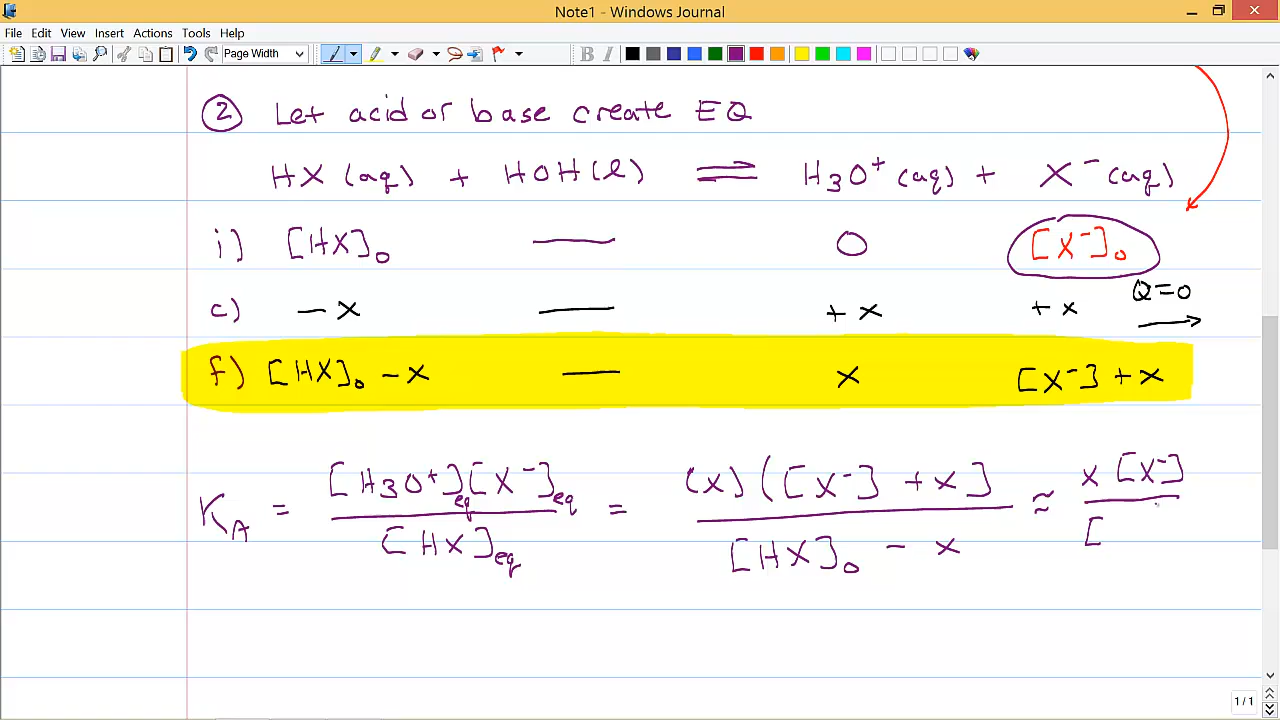 Note1 - Windows Journal
File Edit View Insert Actions Tools Help
Page Width B I
② Let acid or base create EQ
HX (aq) + HOH(l) ⇌ H3O+ (aq) + X- (aq)
i) [HX]0 — 0 [X-]0
Q=0
c) -x — +x +x →
f) [HX]0 -x — x [X-] + x
KA = [H3O+]eq[X-]eq / [HX]eq = (x)([X-] + x] / [HX]0 - x ≈ x [X-] / [
1/1